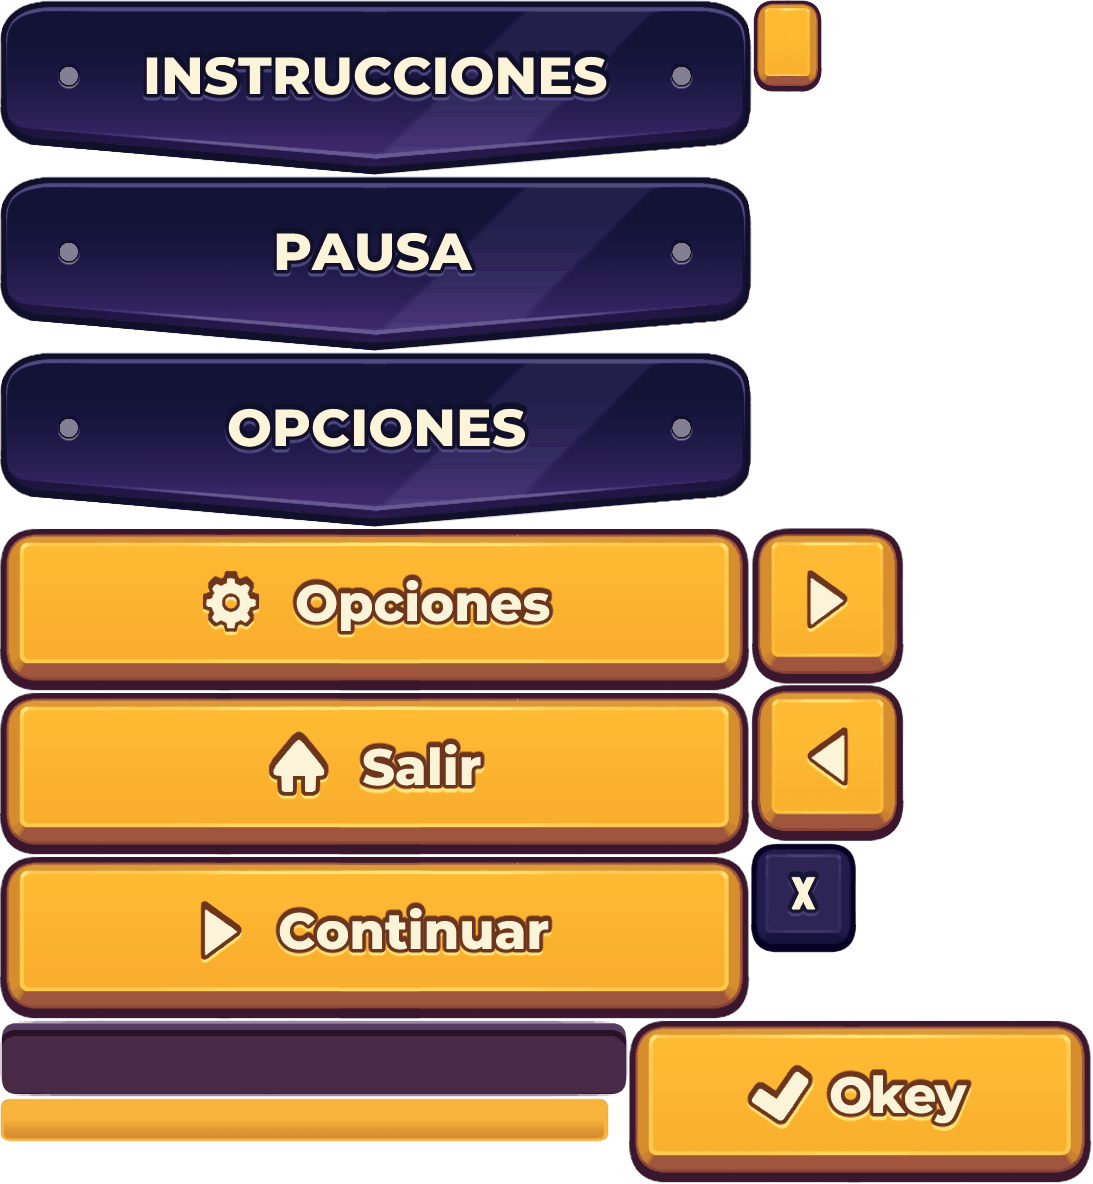 INSTRUCCIONES
PAUSA
OPCIONES
Opciones
Salir
Continuar
X
Okey